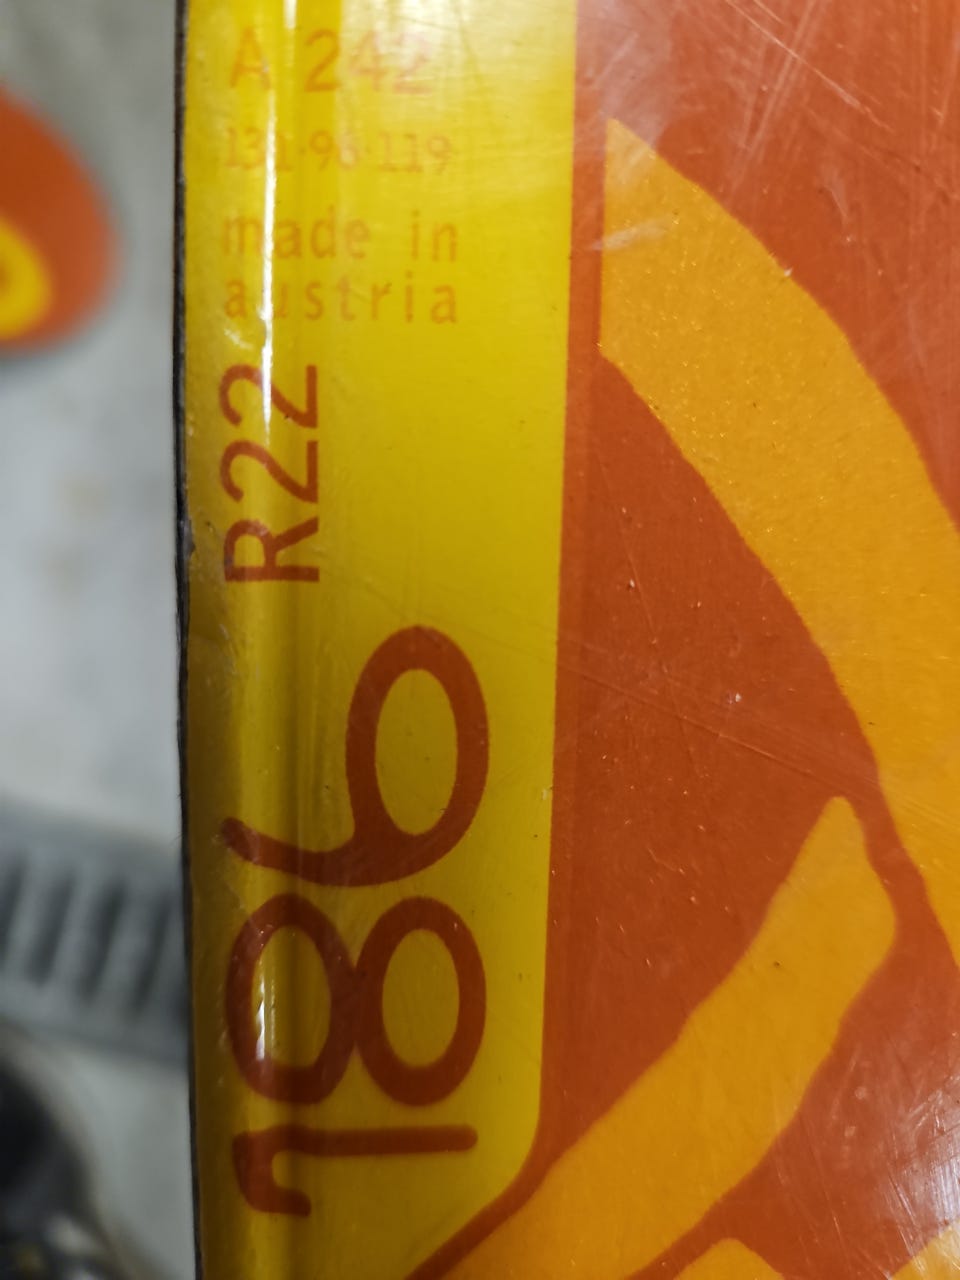 A 242
131-96-119
made in
austria
R22
186